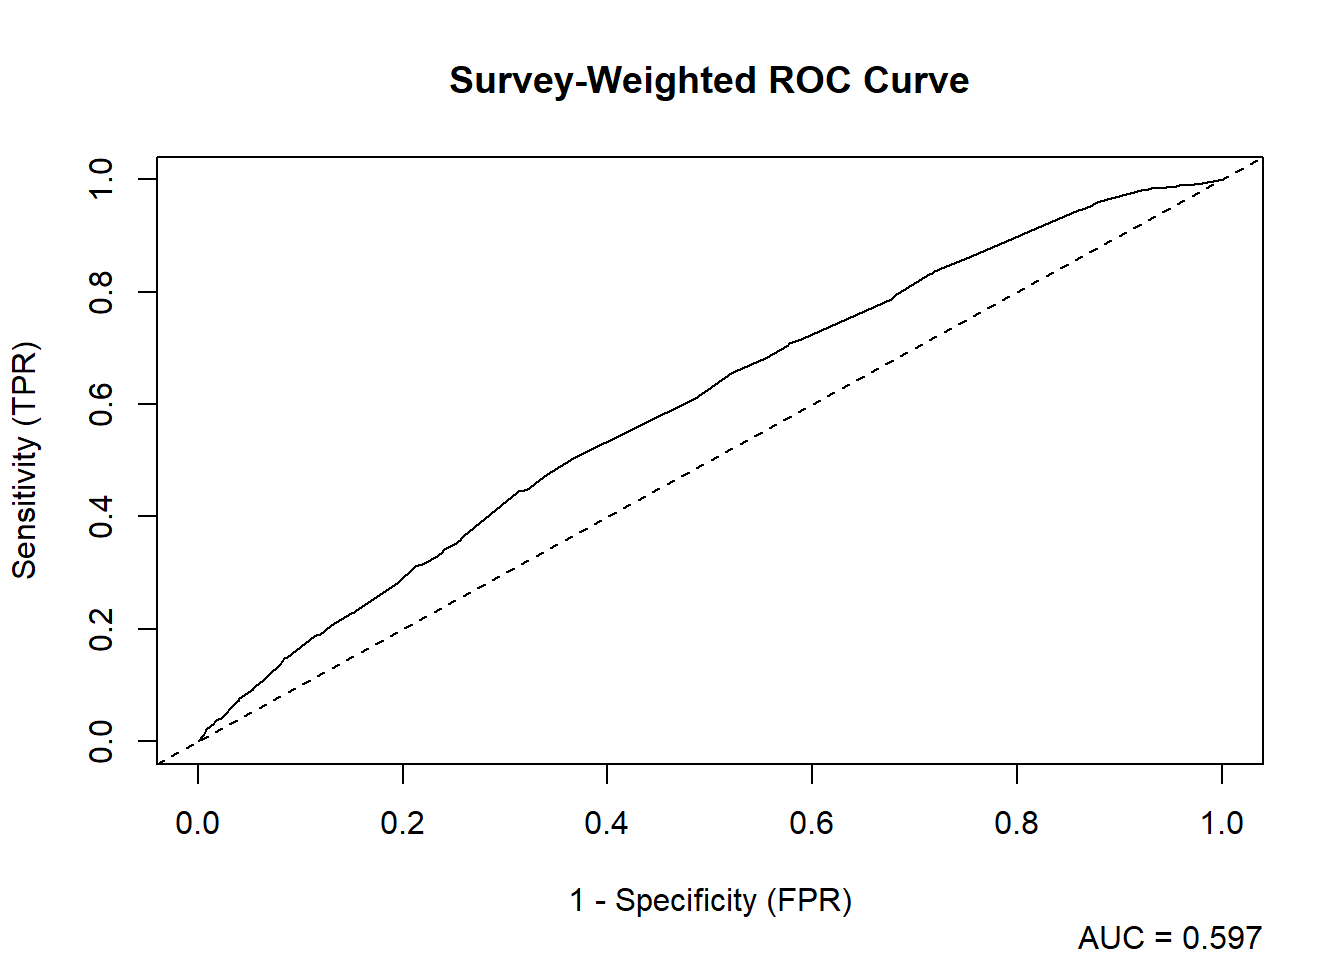 Survey-Weighted ROC Curve
Sensitivity (TPR)
1.0
0.8
0.6
0.4
0.2
0.0
0.0 0.2 0.4 0.6 0.8 1.0
1 - Specificity (FPR)
AUC = 0.597